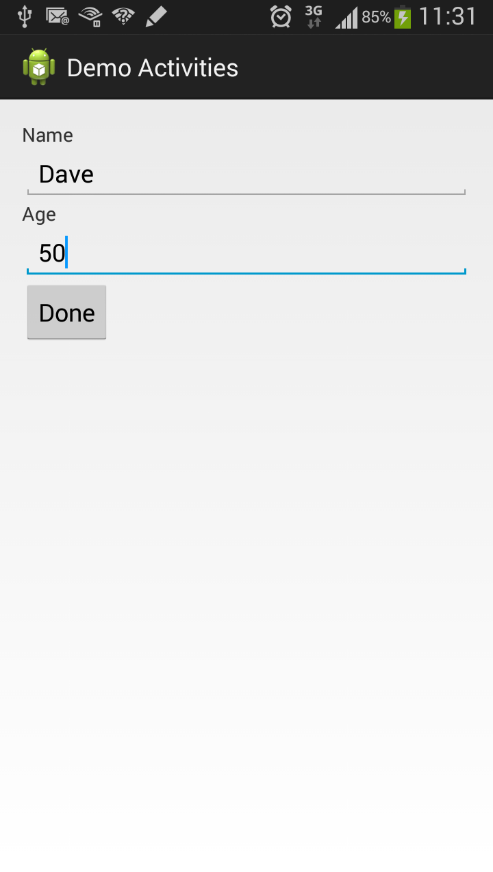 3G 85% 11:31
Demo Activities
Name
Dave
Age
50
Done